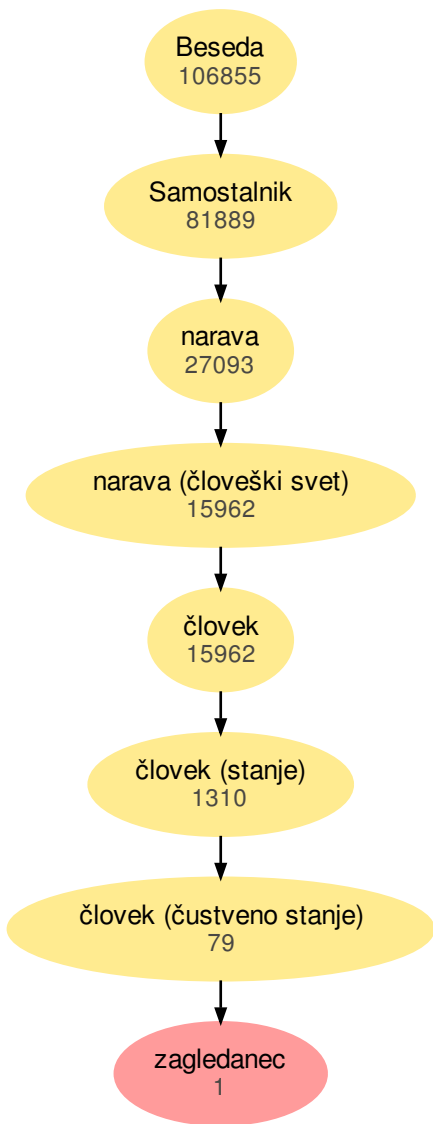 Beseda
106855
Samostalnik
81889
narava
27093
narava (človeški svet)
15962
človek
15962
človek (stanje)
1310
človek (čustveno stanje)
79
zagledanec
1